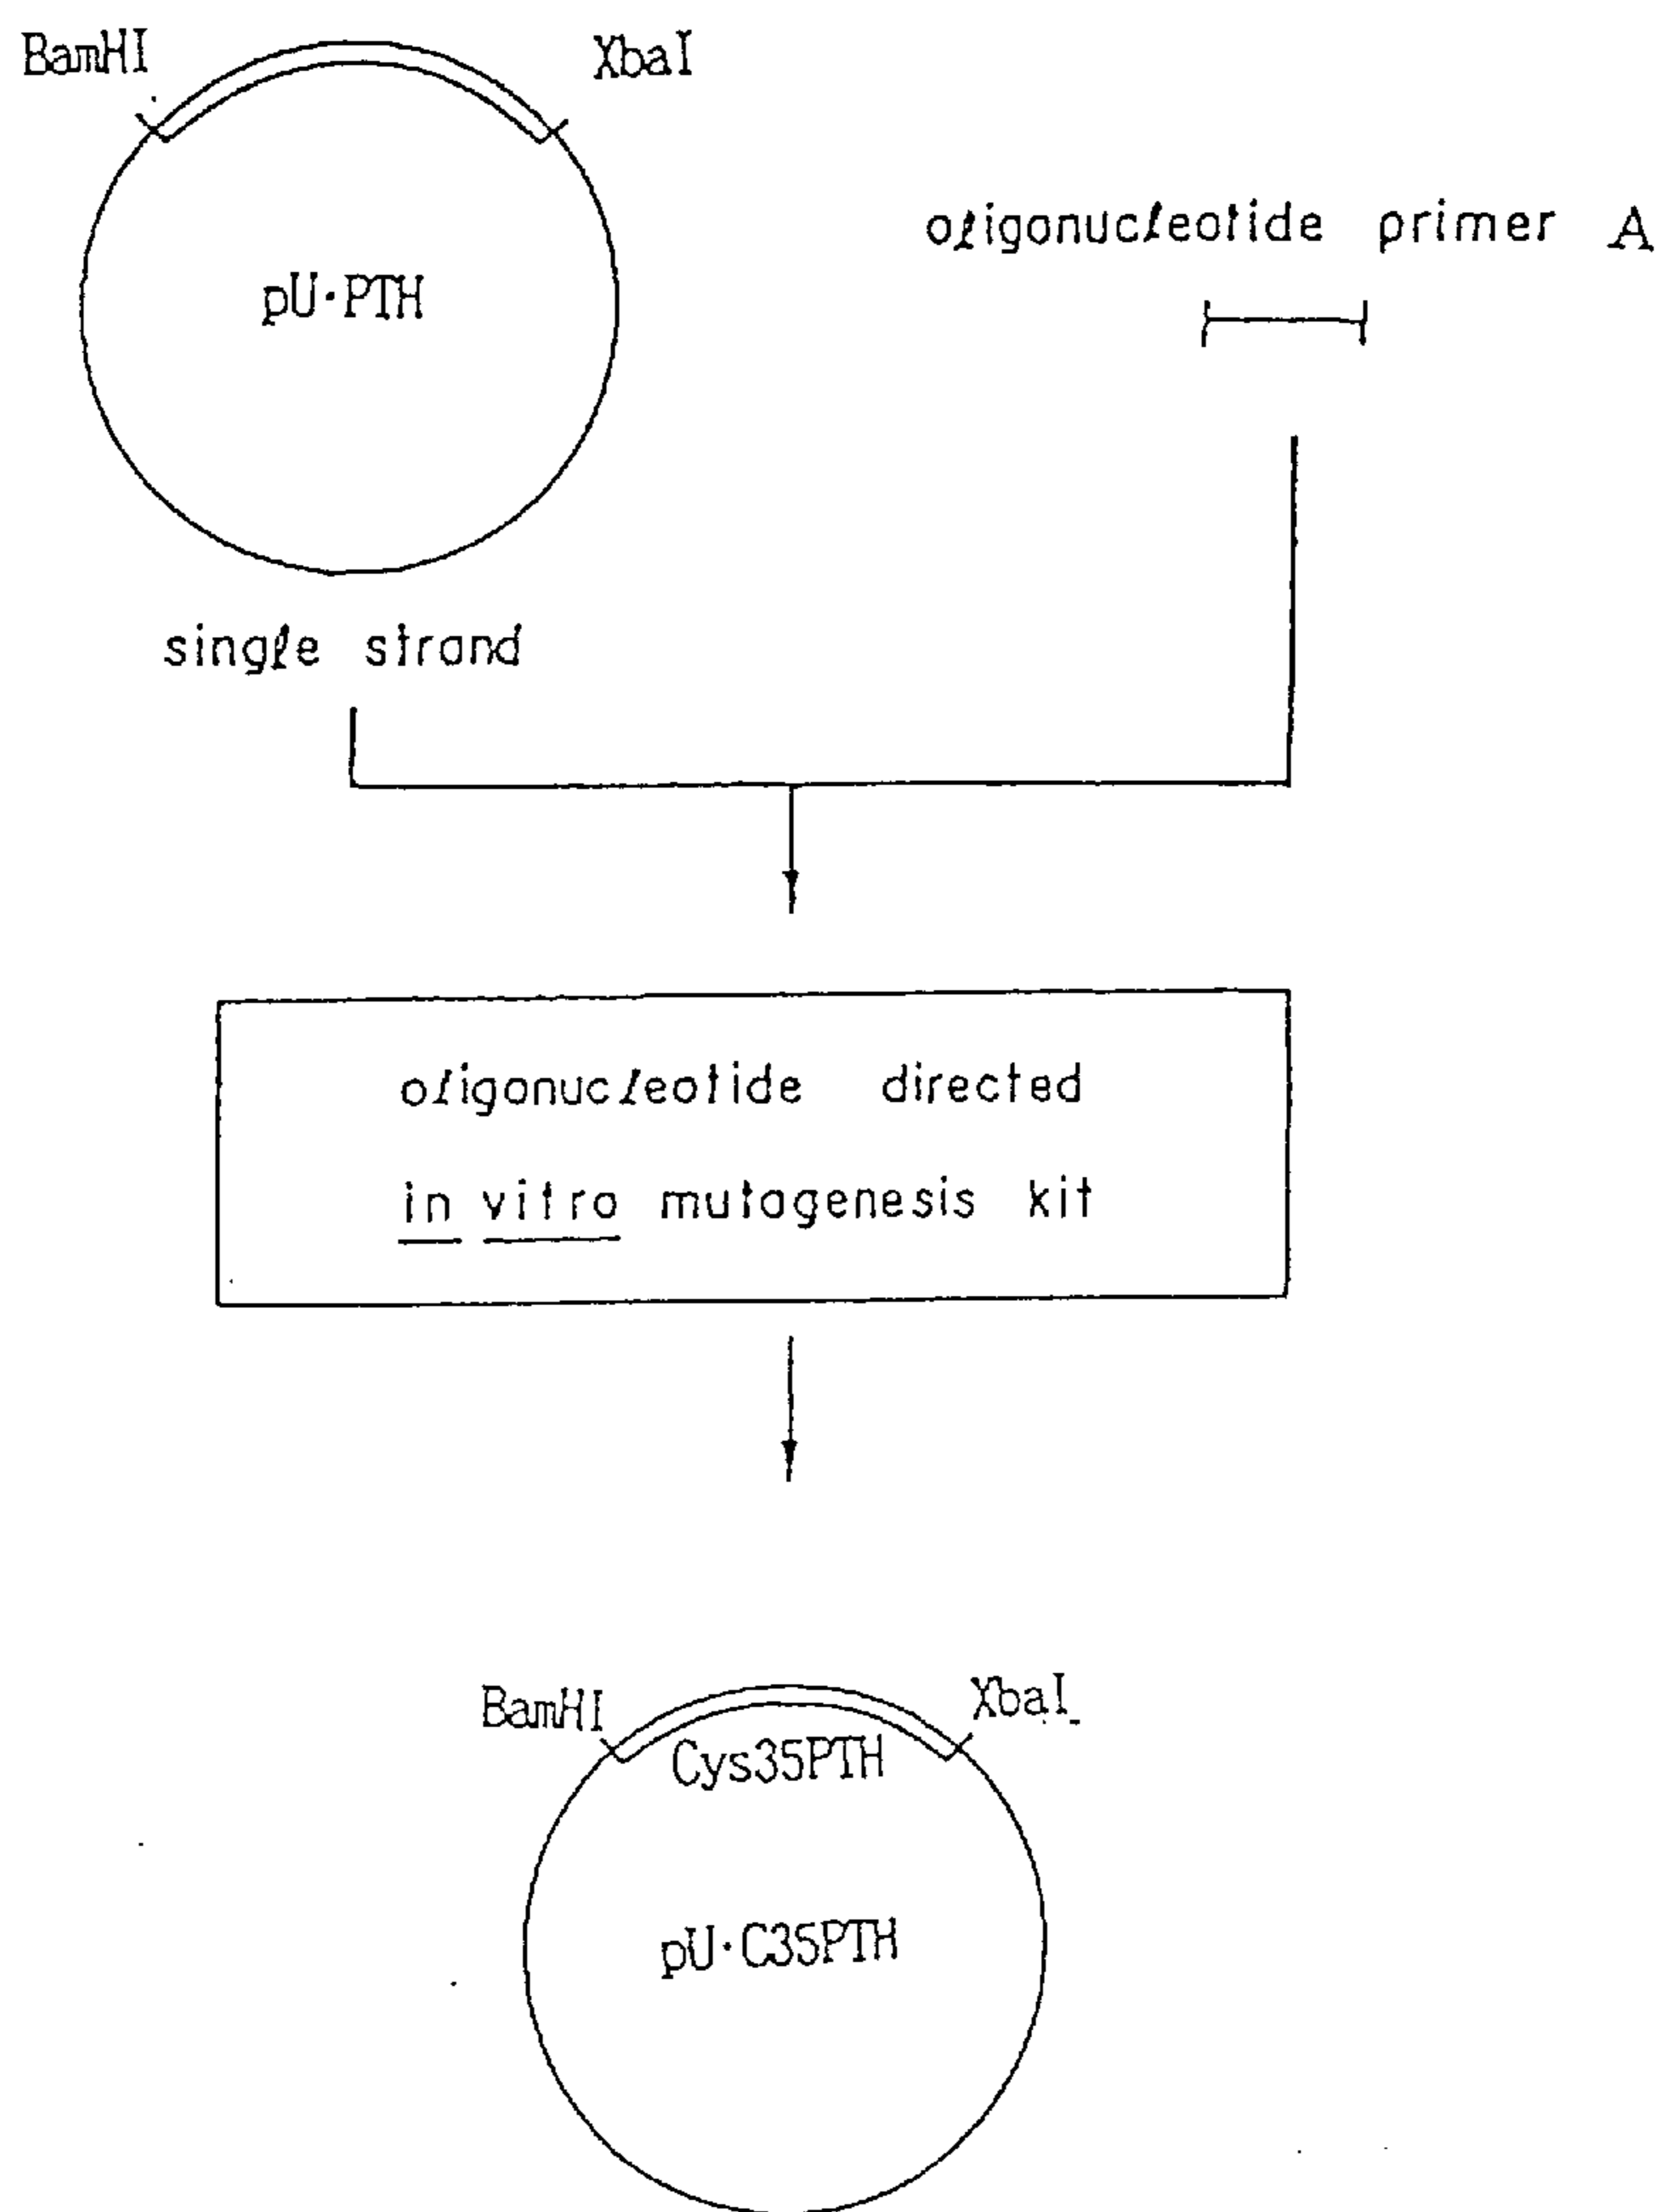 BamHI
XbaI
oligonucleotide primer A
pU·PTH
single strand
oligonucleotide directed
in vitro mutagenesis kit
BamHI
XbaI
Cys35PTH
pU·C35PTH